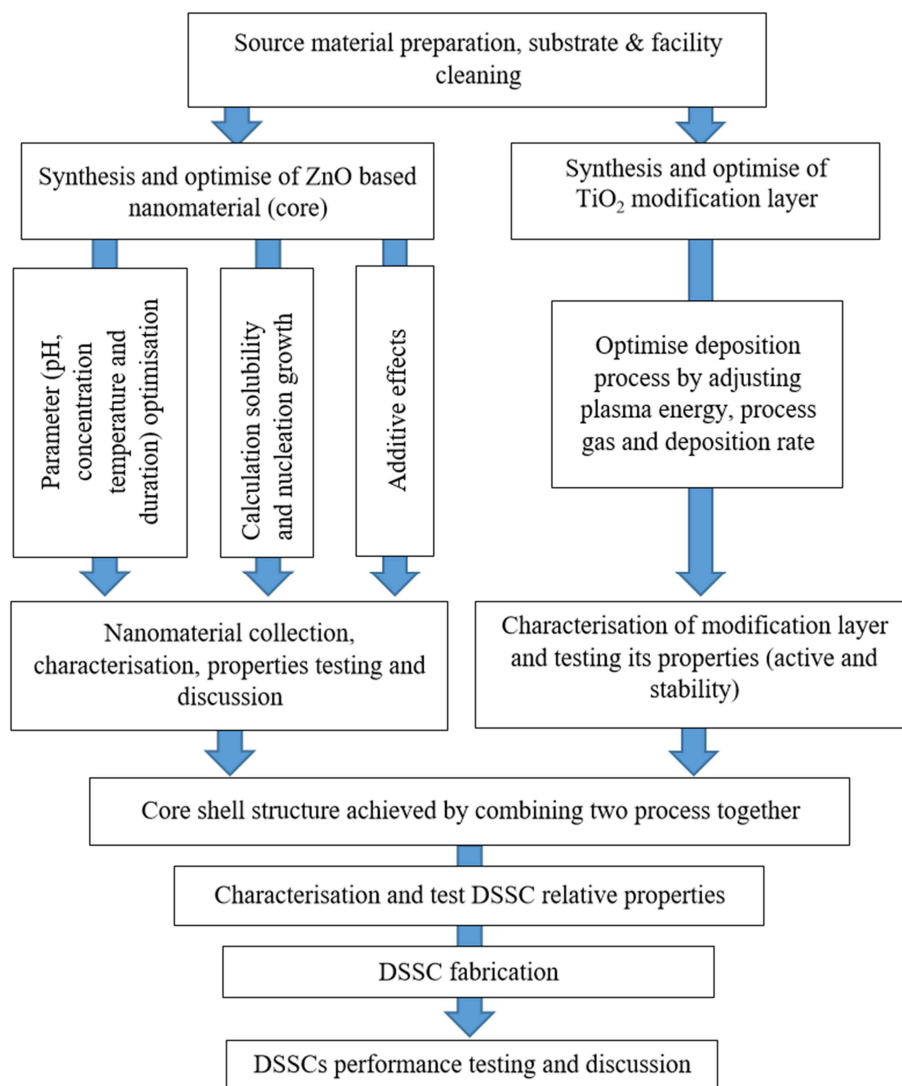 Source material preparation, substrate & facility
cleaning
Synthesis and optimise of ZnO based
nanomaterial (core)
Synthesis and optimise of
TiO₂ modification layer
Parameter (pH,
concentration
temperature and
duration) optimisation
Calculation solubility
and nucleation growth
Additive effects
Optimise deposition
process by adjusting
plasma energy, process
gas and deposition rate
Nanomaterial collection,
characterisation, properties testing and
discussion
Characterisation of modification layer
and testing its properties (active and
stability)
Core shell structure achieved by combining two process together
Characterisation and test DSSC relative properties
DSSC fabrication
DSSCs performance testing and discussion